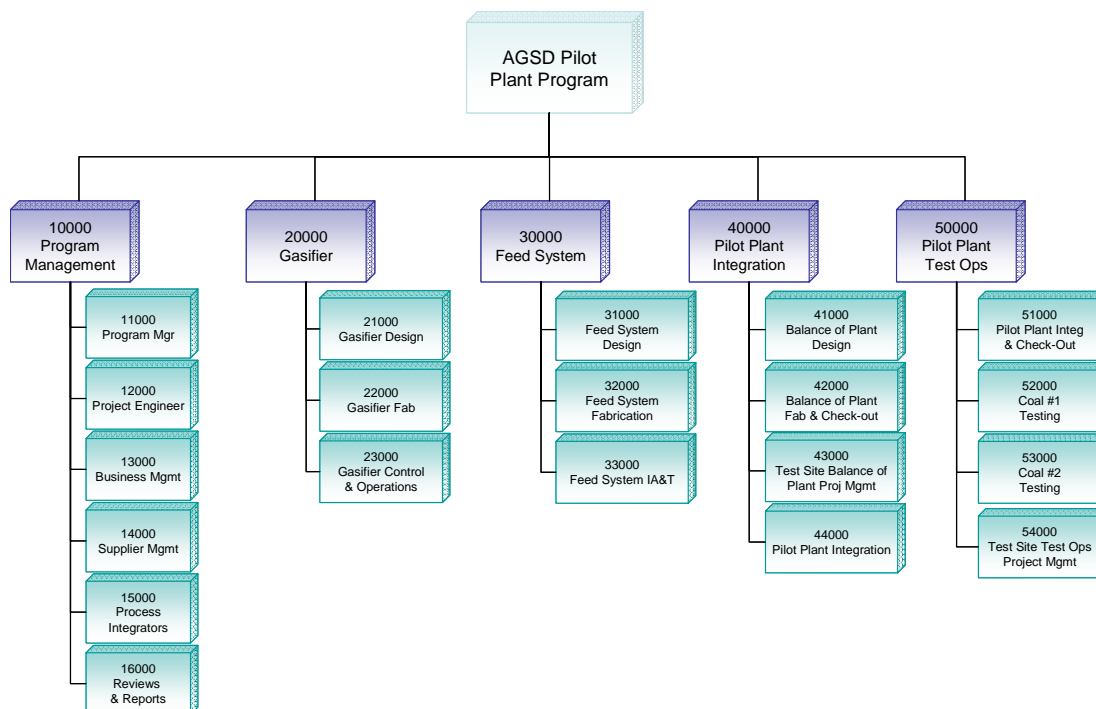 AGSD Pilot
Plant Program
10000
Program
Management
11000
Program Mgr
12000
Project Engineer
13000
Business Mgmt
14000
Supplier Mgmt
15000
Process
Integrators
16000
Reviews
& Reports
20000
Gasifier
21000
Gasifier Design
22000
Gasifier Fab
23000
Gasifier Control
& Operations
30000
Feed System
31000
Feed System
Design
32000
Feed System
Fabrication
33000
Feed System IA&T
40000
Pilot Plant
Integration
41000
Balance of Plant
Design
42000
Balance of Plant
Fab & Check-out
43000
Test Site Balance of
Plant Proj Mgmt
44000
Pilot Plant Integration
50000
Pilot Plant
Test Ops
51000
Pilot Plant Integ
& Check-Out
52000
Coal #1
Testing
53000
Coal #2
Testing
54000
Test Site Test Ops
Project Mgmt